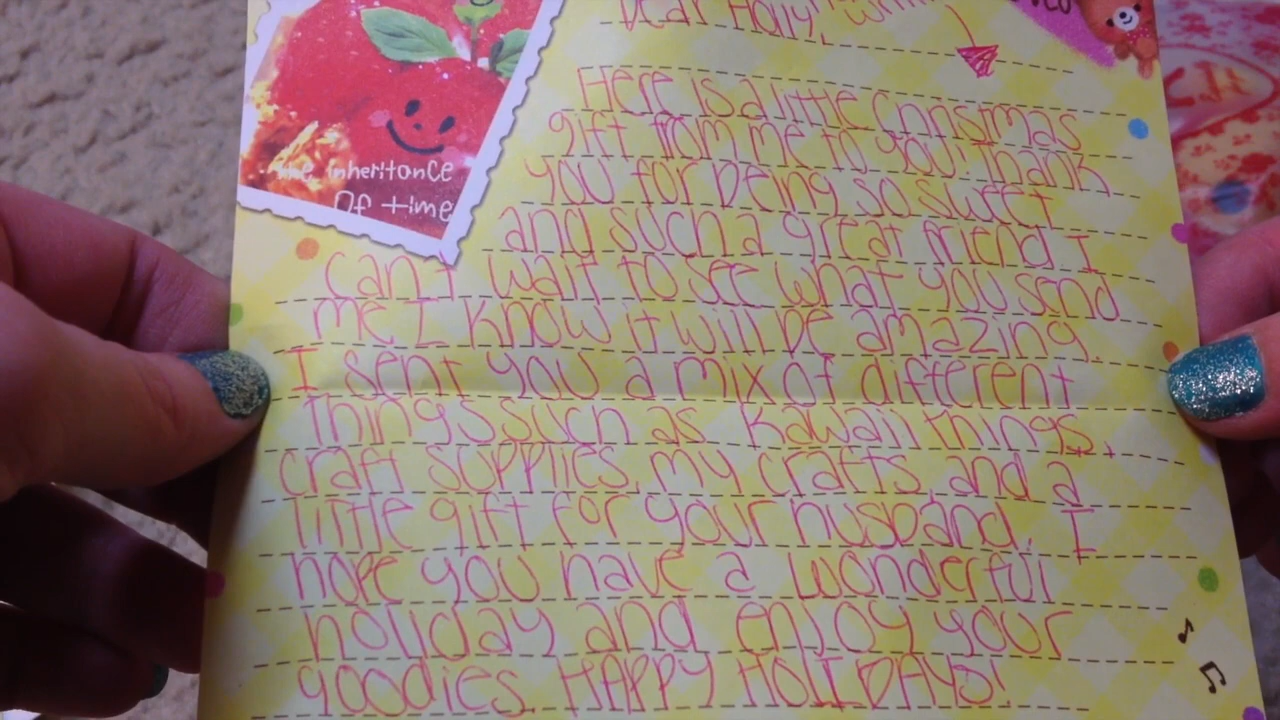 Dear Holly,
Here is a little Christmas
gift from me to you! Thank
you for being so sweet
and such a great friend I
can't wait to see what you send
me I know it will be amazing.
I sent you a mix of different
things such as kawaii things,
craft supplies, my crafts, and a
little gift for your husband. I
hope you have a wonderful
holiday and enjoy your
goodies HAPPY HOLIDAYS!
The inheritance
Of time